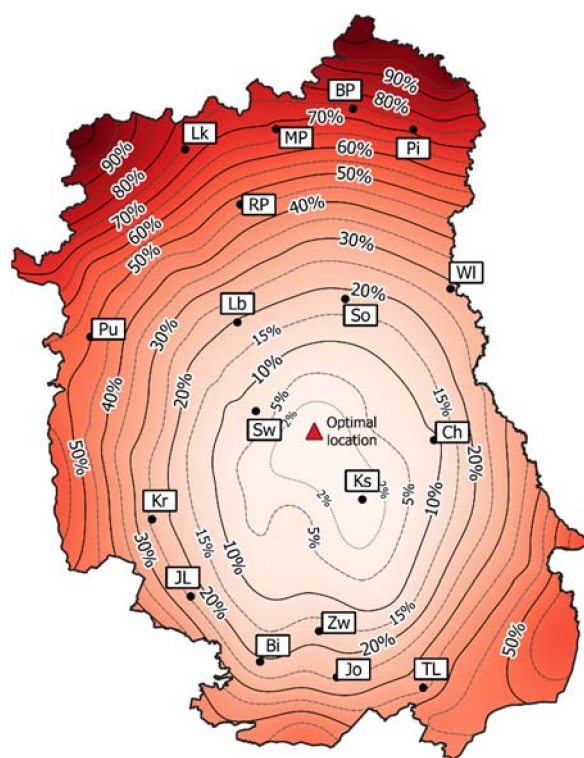 90%
BP
80%
70%
Lk
MP
Pi
90%
60%
80%
50%
70%
RP
40%
60%
50%
30%
Wl
20%
Lb
So
Pu
30%
15%
40%
10%
20%
5%
15%
2%
Sw
Optimal
location
Ch
50%
20%
Ks
2%
10%
2%
5%
Kr
5%
30%
15%
10%
JL
20%
Zw
15%
20%
Bi
50%
Jo
TL